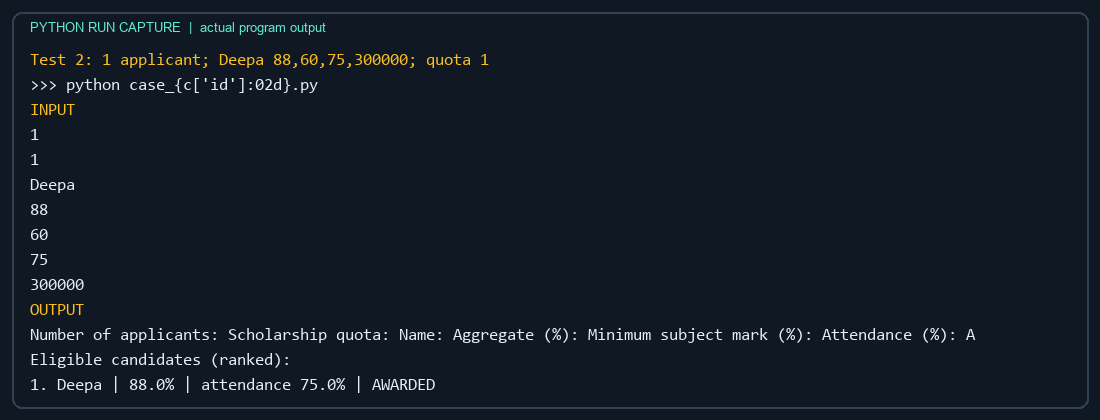 PYTHON RUN CAPTURE | actual program output
Test 2: 1 applicant; Deepa 88,60,75,300000; quota 1
>>> python case_{c['id']:02d}.py
INPUT
1
1
Deepa
88
60
75
300000
OUTPUT
Number of applicants: Scholarship quota: Name: Aggregate (%): Minimum subject mark (%): Attendance (%): A
Eligible candidates (ranked):
1. Deepa | 88.0% | attendance 75.0% | AWARDED